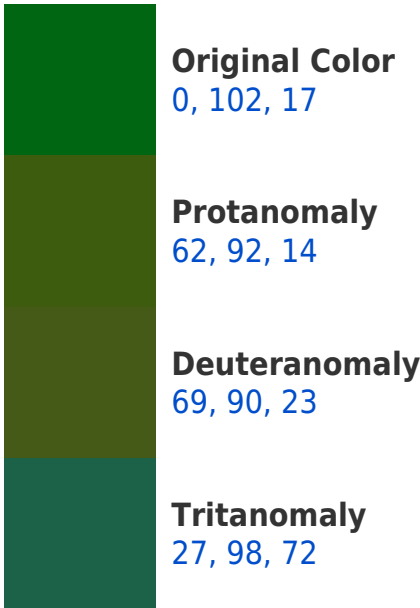 Original Color
0, 102, 17
Protanomaly
62, 92, 14
Deuteranomaly
69, 90, 23
Tritanomaly
27, 98, 72